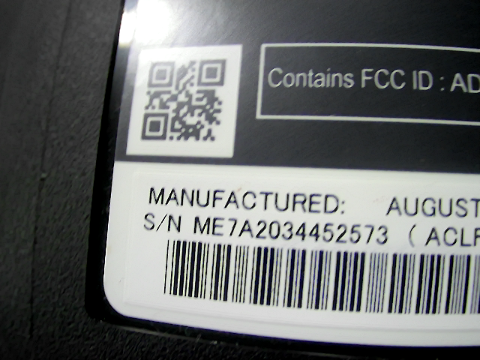 Contains FCC ID : AD
MANUFACTURED: AUGUST
S/N ME7A2034452573 ( ACLF